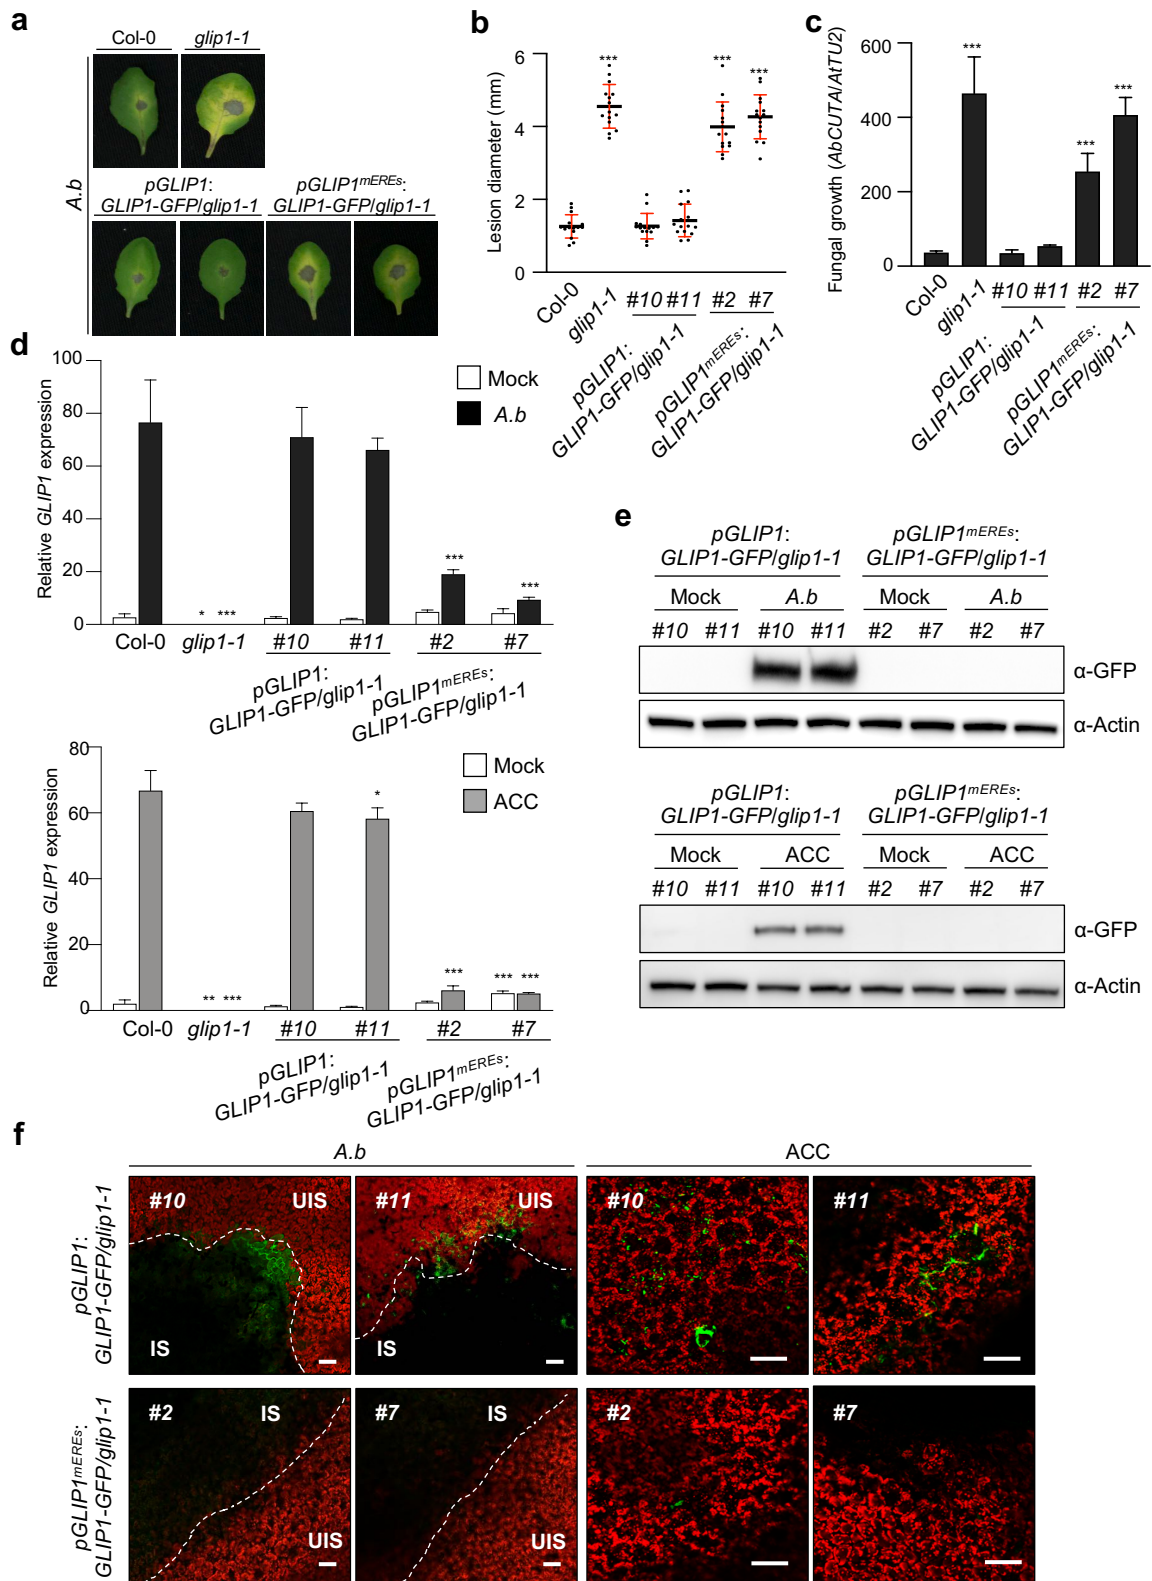 a
Col-0 glip1-1
A.b
pGLIP1: pGLIP1mEREs:
GLIP1-GFP/glip1-1 GLIP1-GFP/glip1-1
b
Lesion diameter (mm)
6
4
2
0
*** *** ***
Col-0 glip1-1 #10 #11 #2 #7
pGLIP1:
GLIP1-GFP/glip1-1
pGLIP1mEREs:
GLIP1-GFP/glip1-1
c
Fungal growth (AbCUTA/AtTU2)
600
400
200
0
*** *** ***
Col-0 glip1-1 #10 #11 #2 #7
pGLIP1:
GLIP1-GFP/glip1-1
pGLIP1mEREs:
GLIP1-GFP/glip1-1
d
Relative GLIP1 expression
100
80
60
40
20
0
Mock
A.b
* *** *** ***
Col-0 glip1-1 #10 #11 #2 #7
pGLIP1:
GLIP1-GFP/glip1-1
pGLIP1mEREs:
GLIP1-GFP/glip1-1
Relative GLIP1 expression
80
60
40
20
0
Mock
ACC
** *** * *** *** ***
Col-0 glip1-1 #10 #11 #2 #7
pGLIP1:
GLIP1-GFP/glip1-1
pGLIP1mEREs:
GLIP1-GFP/glip1-1
e
pGLIP1: pGLIP1mEREs:
GLIP1-GFP/glip1-1 GLIP1-GFP/glip1-1
Mock A.b Mock A.b
#10 #11 #10 #11 #2 #7 #2 #7
α-GFP
α-Actin
pGLIP1: pGLIP1mEREs:
GLIP1-GFP/glip1-1 GLIP1-GFP/glip1-1
Mock ACC Mock ACC
#10 #11 #10 #11 #2 #7 #2 #7
α-GFP
α-Actin
f
A.b ACC
pGLIP1:
GLIP1-GFP/glip1-1
#10 UIS IS
#11 UIS IS
#10
#11
pGLIP1mEREs:
GLIP1-GFP/glip1-1
#2 IS UIS
#7 IS UIS
#2
#7